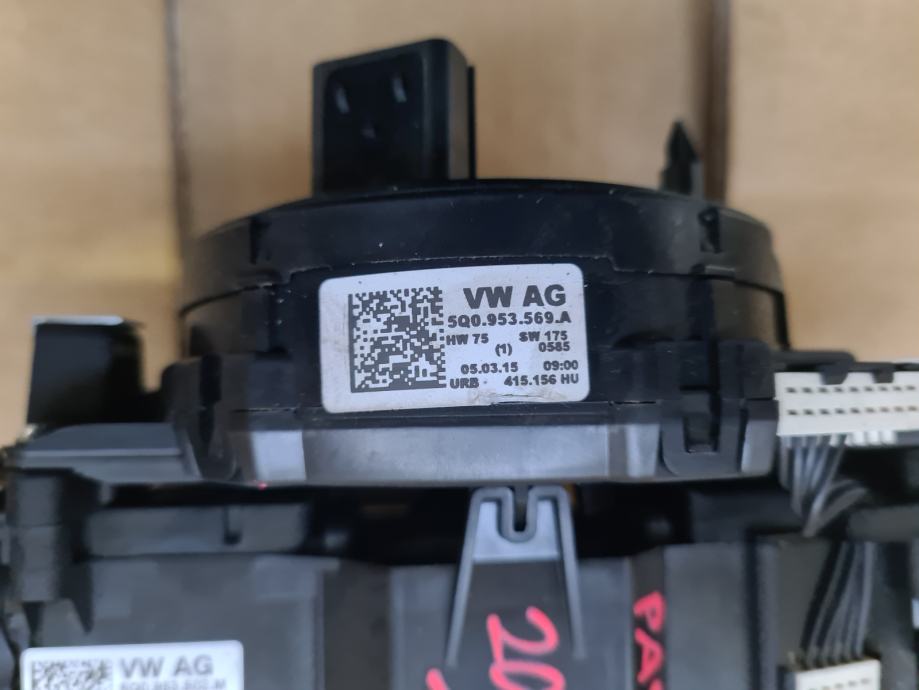 VW AG
5Q0.953.569.A
HW 75 SW 175
(1) 0585
05.03.15 09:00
URB 415.156 HU
20
VW AG